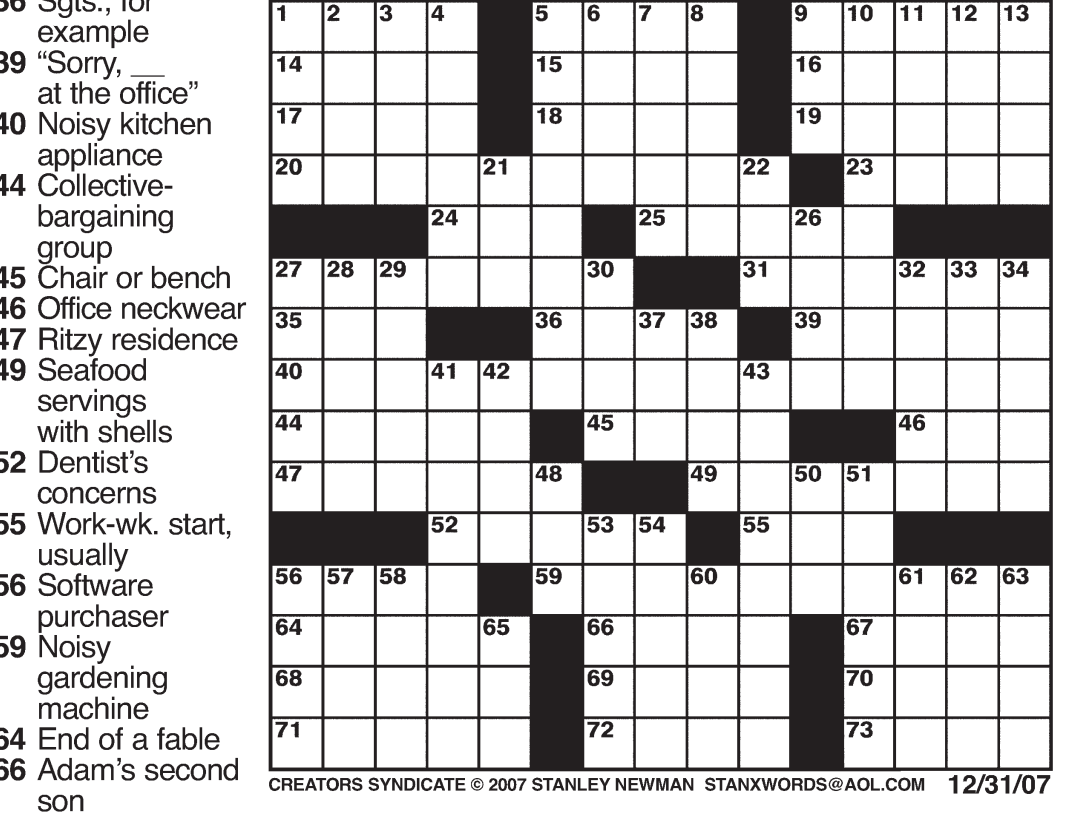 36 Sgts., for
example
39 “Sorry, __
at the office”
40 Noisy kitchen
appliance
44 Collective-
bargaining
group
45 Chair or bench
46 Office neckwear
47 Ritzy residence
49 Seafood
servings
with shells
52 Dentist’s
concerns
55 Work-wk. start,
usually
56 Software
purchaser
59 Noisy
gardening
machine
64 End of a fable
66 Adam’s second
son
1 2 3 4 5 6 7 8 9 10 11 12 13
14 15 16
17 18 19
20 21 22 23
24 25 26
27 28 29 30 31 32 33 34
35 36 37 38 39
40 41 42 43
44 45 46
47 48 49 50 51
52 53 54 55
56 57 58 59 60 61 62 63
64 65 66 67
68 69 70
71 72 73
CREATORS SYNDICATE © 2007 STANLEY NEWMAN STANXWORDS@AOL.COM 12/31/07